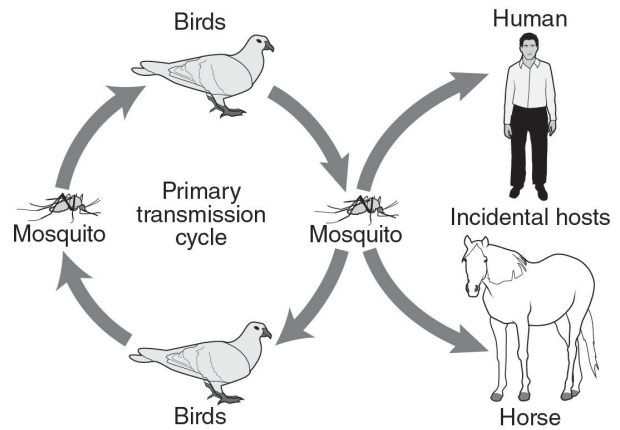 Birds
Human
Primary
transmission
cycle
Mosquito
Mosquito
Incidental hosts
Birds
Horse